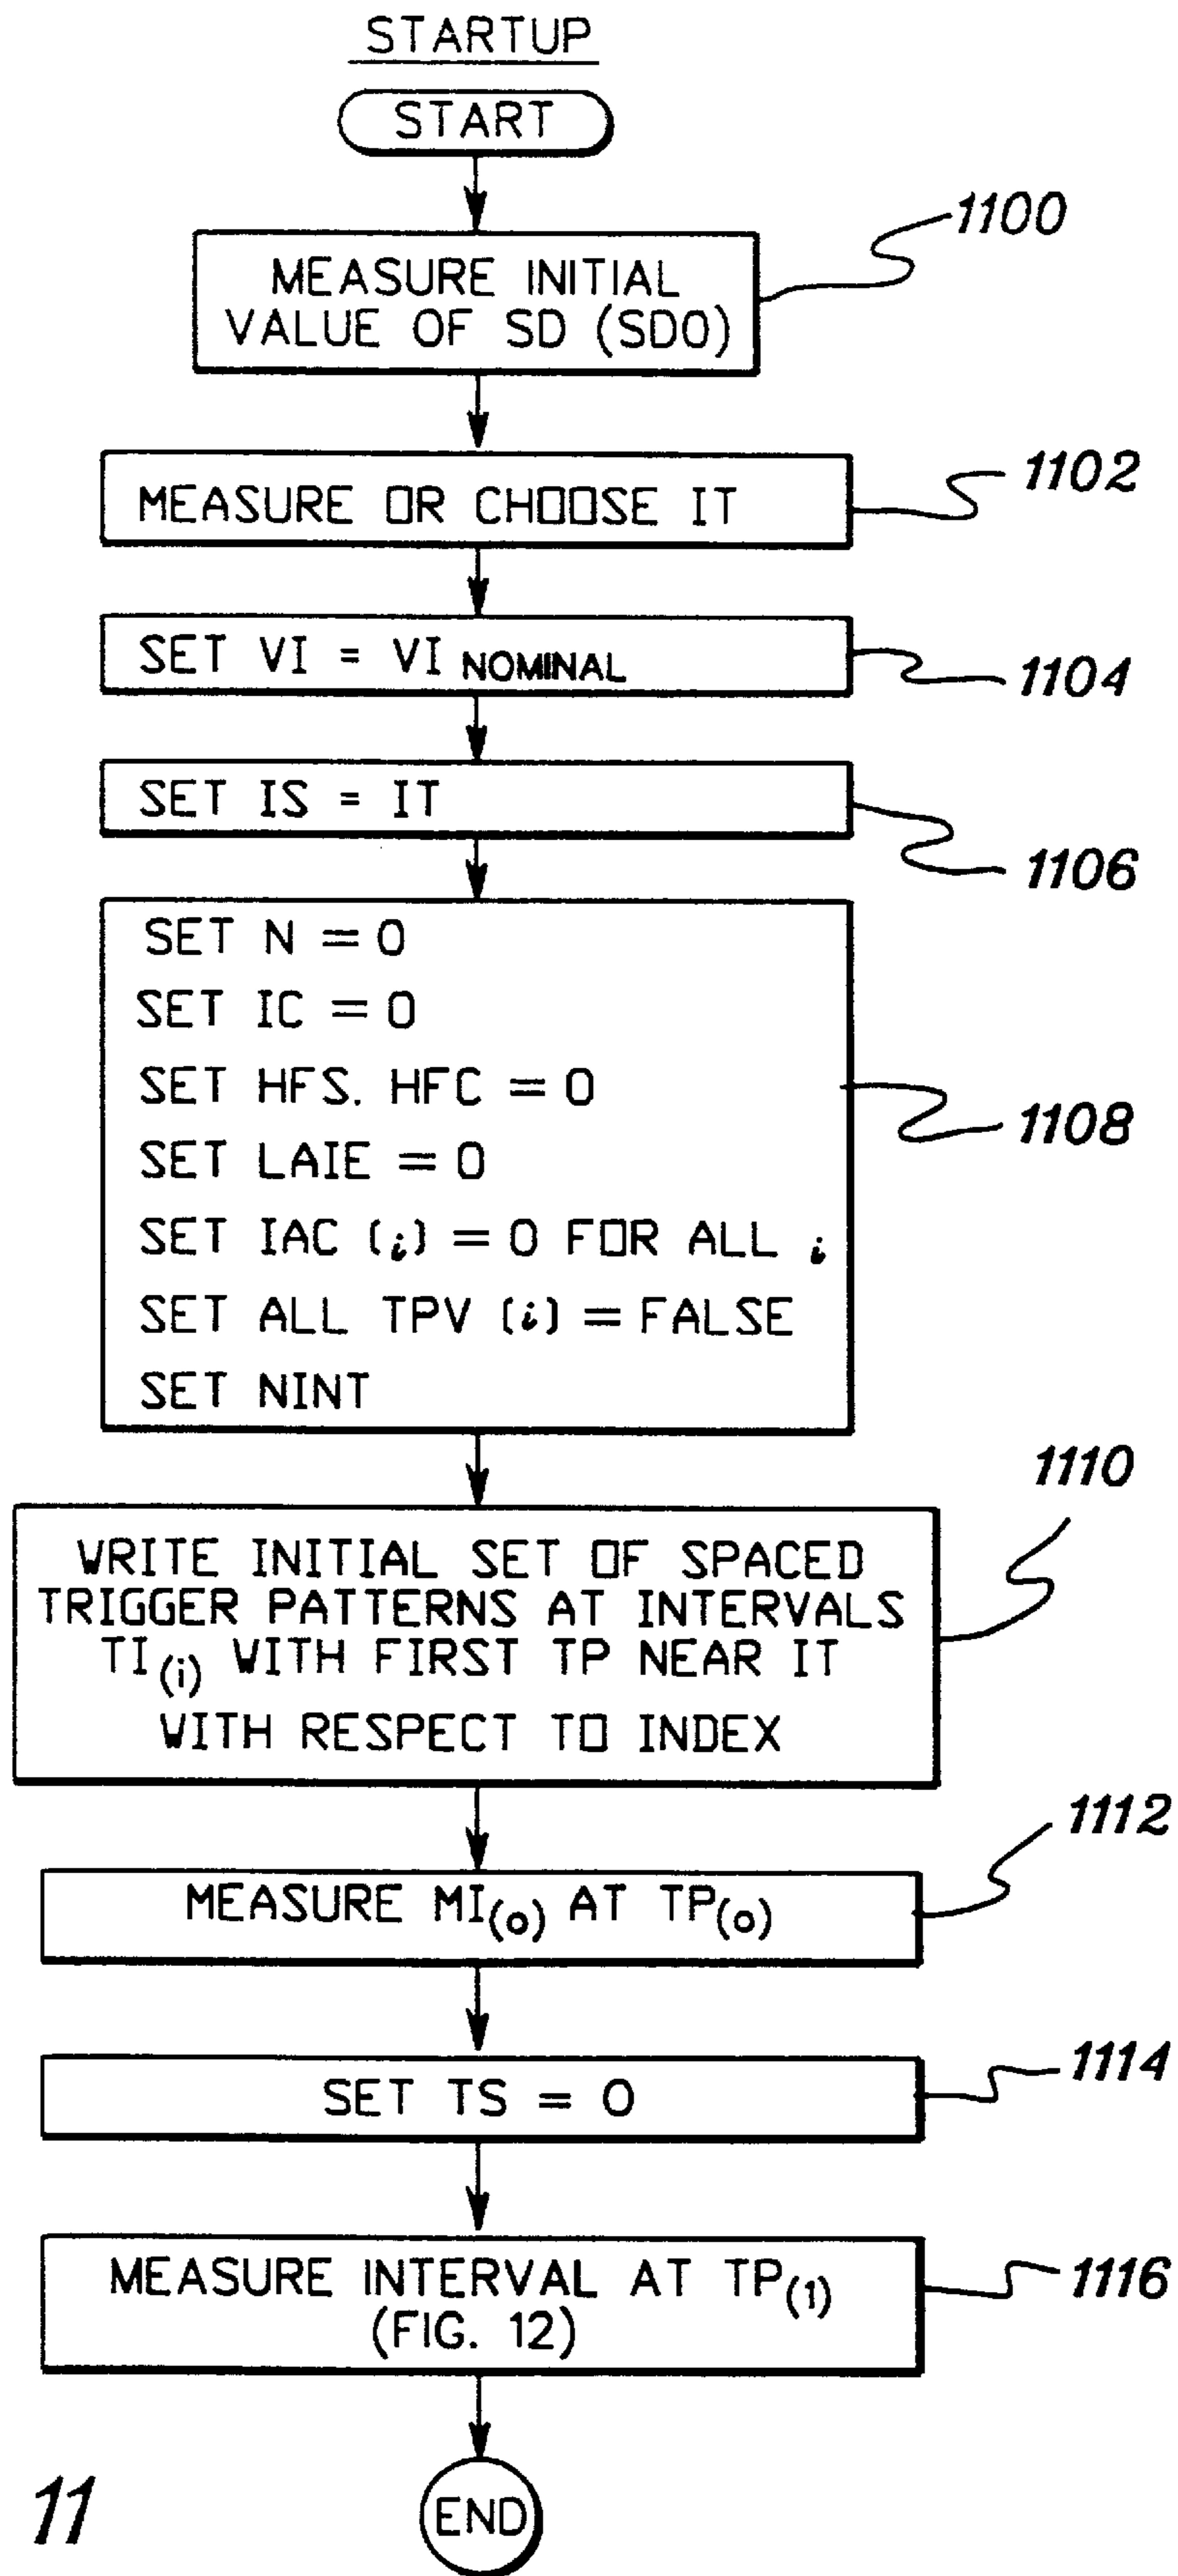 STARTUP
START
1100
MEASURE INITIAL
VALUE OF SD (SD0)
1102
MEASURE OR CHOOSE IT
SET VI = VI NOMINAL
1104
SET IS = IT
1106
SET N = 0
SET IC = 0
SET HFS. HFC = 0
1108
SET LAIE = 0
SET IAC (i) = 0 FOR ALL i
SET ALL TPV (i) = FALSE
SET NINT
1110
WRITE INITIAL SET OF SPACED
TRIGGER PATTERNS AT INTERVALS
TI(i) WITH FIRST TP NEAR IT
WITH RESPECT TO INDEX
1112
MEASURE MI(o) AT TP(o)
1114
SET TS = 0
MEASURE INTERVAL AT TP(1)
(FIG. 12)
1116
11
END